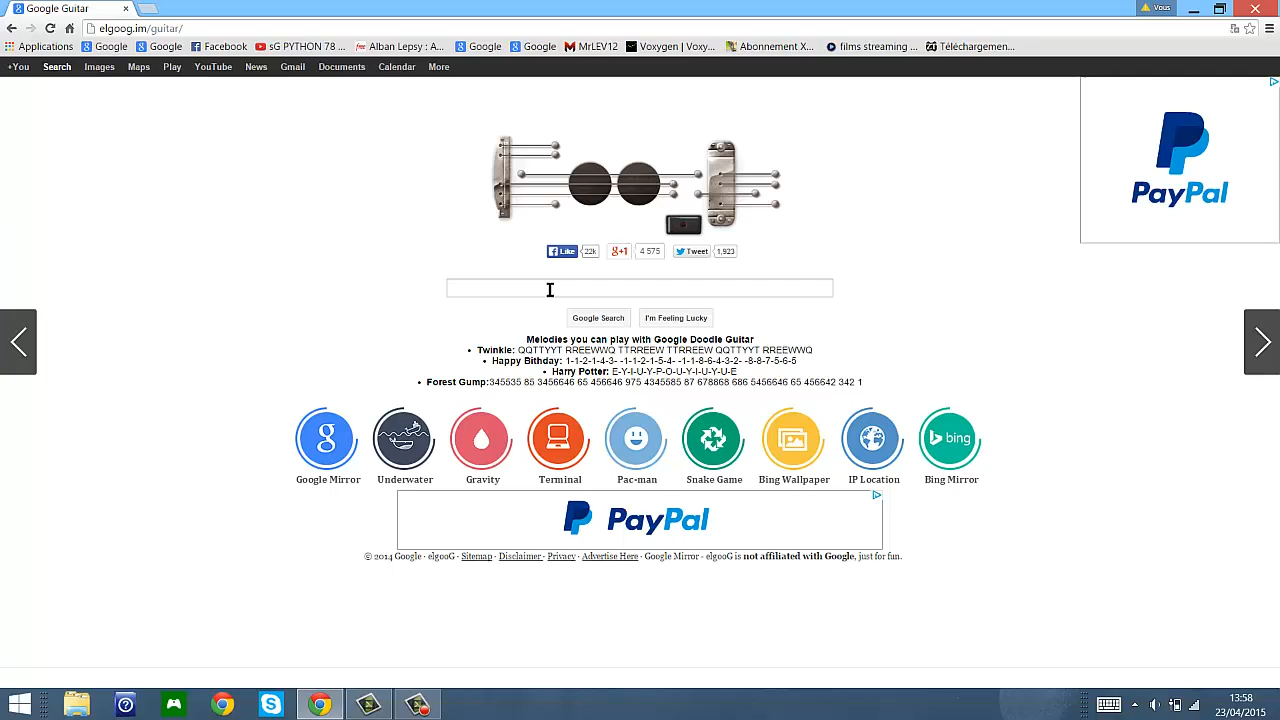 Google Guitar
Vous
elgoog.im/guitar/
Applications Google Google Facebook sG PYTHON 78 ... Alban Lepsy : A... Google Google MrLEV12 Voxygen | Voxy... Abonnement X... films streaming ... Téléchargemen...
+You Search Images Maps Play YouTube News Gmail Documents Calendar More
PayPal
Like 22k +1 4 575 Tweet 1,923
Google Search I'm Feeling Lucky
Melodies you can play with Google Doodle Guitar
• Twinkle: QQTTYYT RREEWWQ TTRREEW TTRREEW QQTTYYT RREEWWQ
• Happy Bithday: 1-1-2-1-4-3- -1-1-2-1-5-4- -1-1-8-6-4-3-2- -8-8-7-5-6-5
• Harry Potter: E-Y-I-U-Y-P-O-U-Y-I-U-Y-U-E
• Forest Gump:345535 85 3456646 65 456646 975 4345585 87 678868 686 5456646 65 456642 342 1
bing
Google Mirror Underwater Gravity Terminal Pac-man Snake Game Bing Wallpaper IP Location Bing Mirror
PayPal
© 2014 Google · elgooG · Sitemap · Disclaimer · Privacy · Advertise Here · Google Mirror - elgooG is not affiliated with Google, just for fun.
13:58
23/04/2015